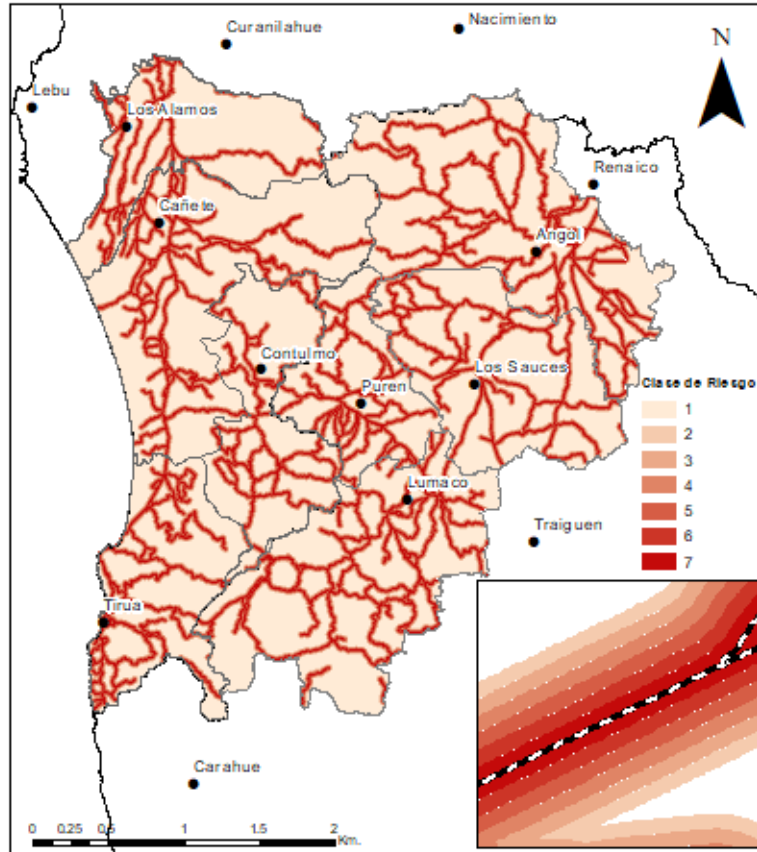 Nacimiento
Curanilahue
N
Lebu
Los Alamos
Renaico
Cañete
Angol
Contulmo
Los Sauces
Puren
Clase de Riesgo
1
2
3
4
5
6
7
Lumaco
Traiguen
Tirua
Carahue
0 0.25 0.5 1 1.5 2
Km.